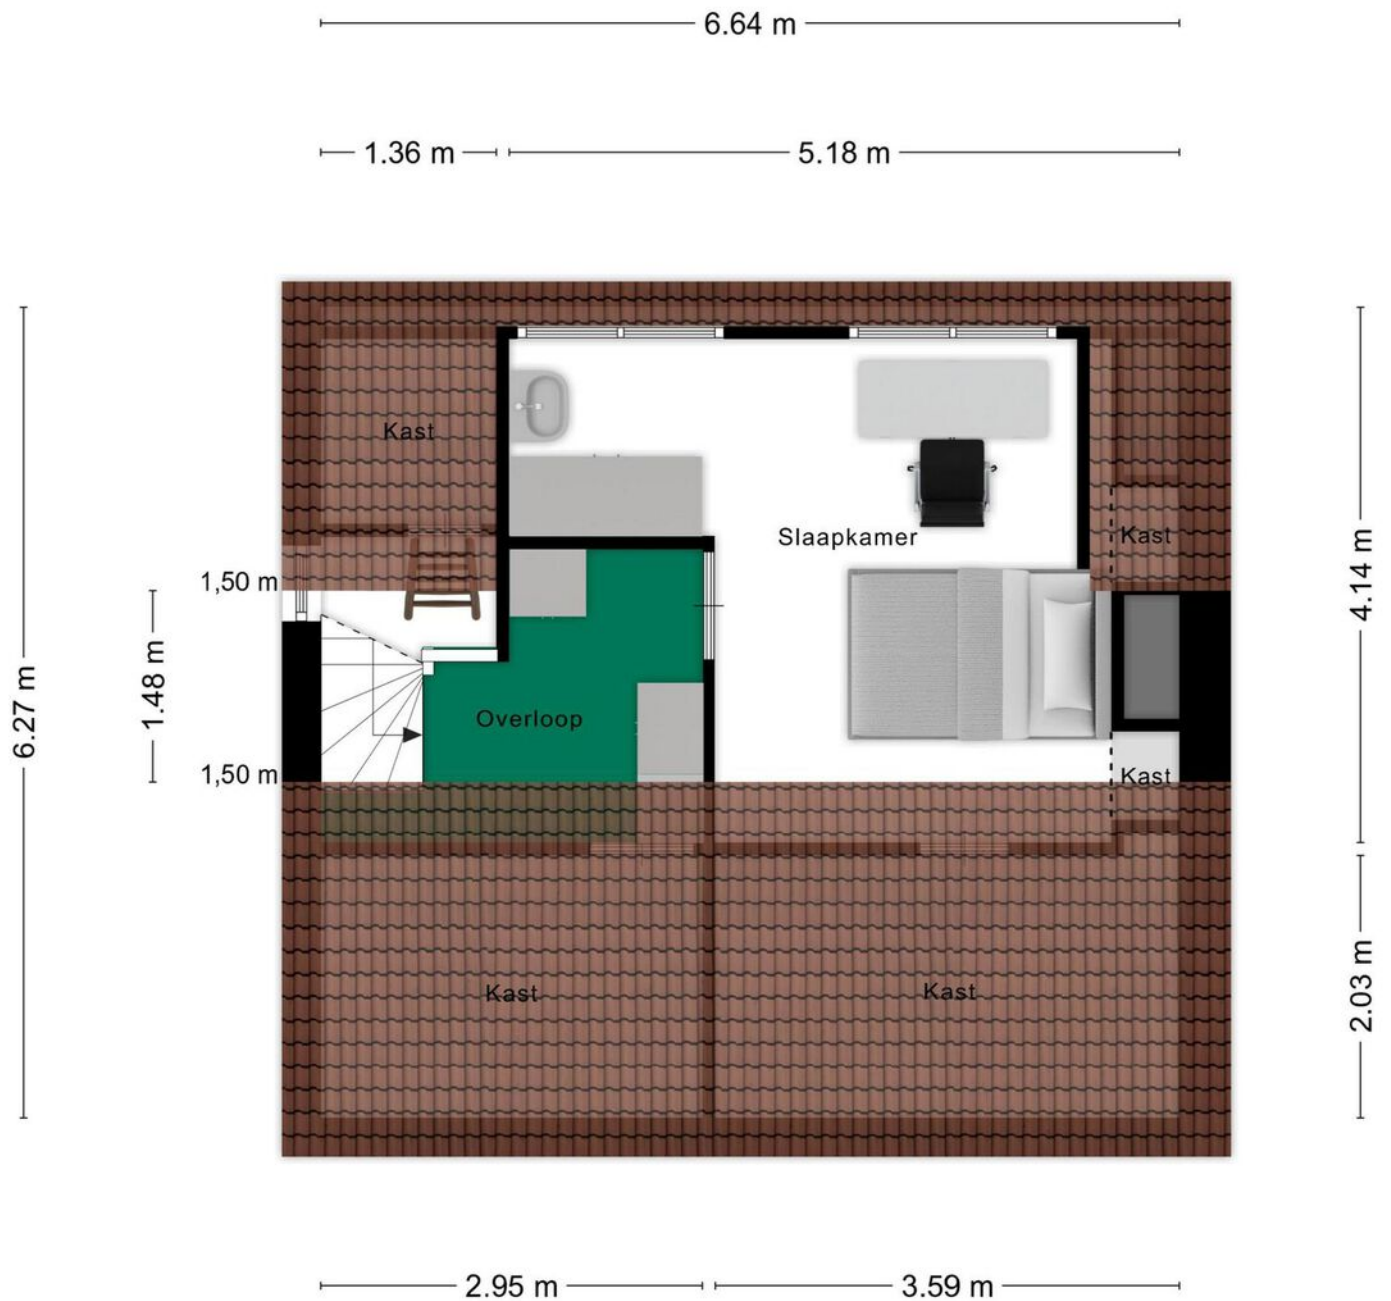 6.64 m
1.36 m
5.18 m
Kast
Slaapkamer
Kast
1,50 m
4.14 m
1.48 m
6.27 m
Overloop
1,50 m
Kast
Kast
Kast
2.03 m
2.95 m
3.59 m